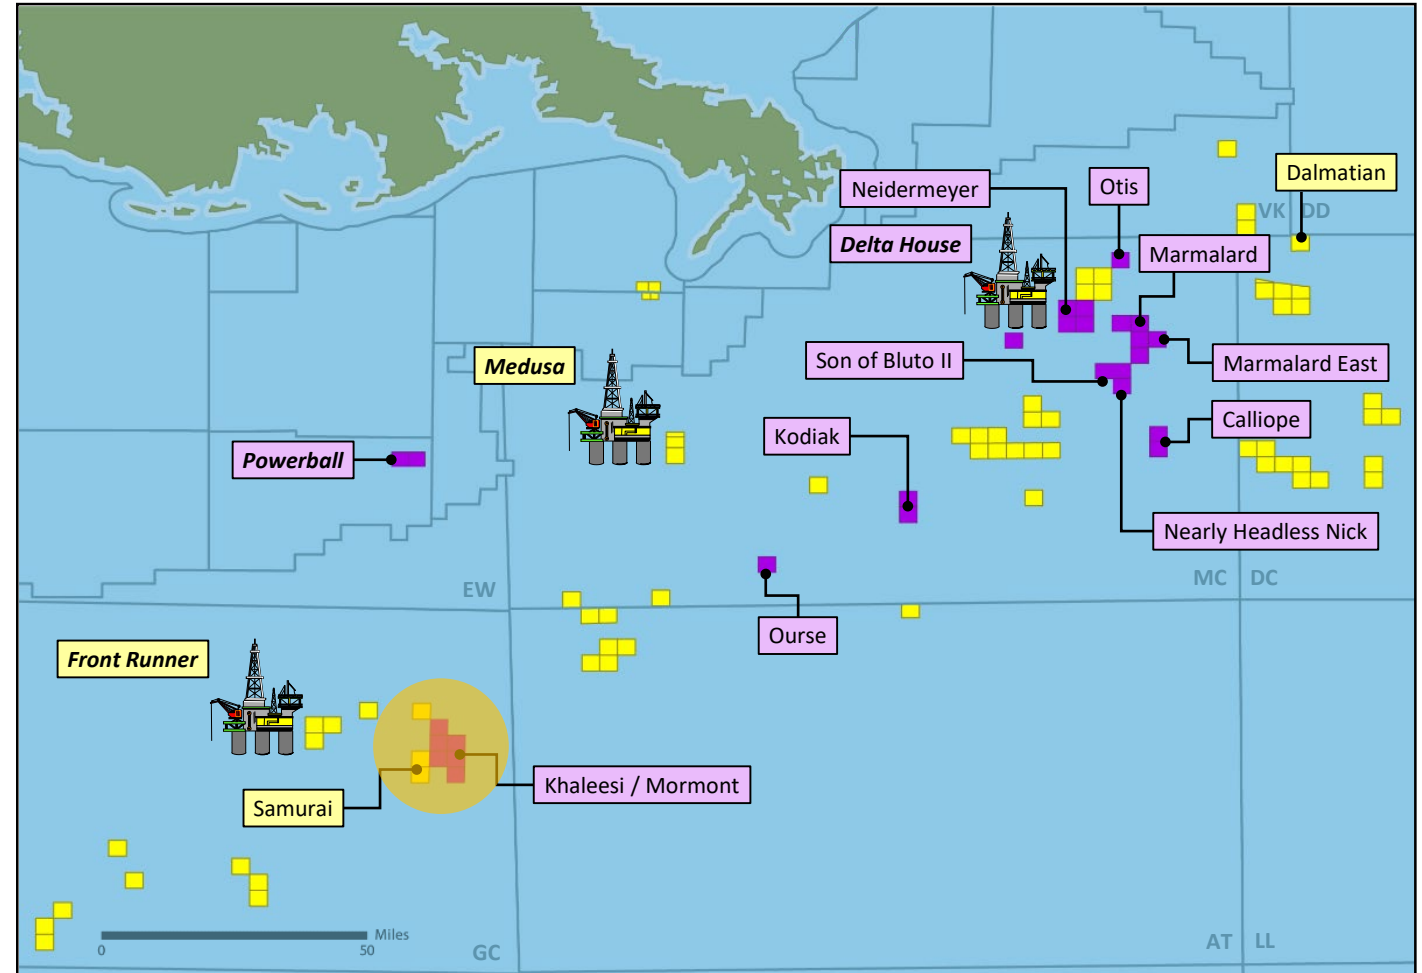 Dalmatian
Otis
Neidermeyer
VK
DD
Delta House
Marmalard
Son of Bluto II
Marmalard East
Medusa
Calliope
Kodiak
Powerball
Nearly Headless Nick
MC
DC
EW
Ourse
Front Runner
Khaleesi / Mormont
Samurai
Miles
0
50
GC
AT
LL